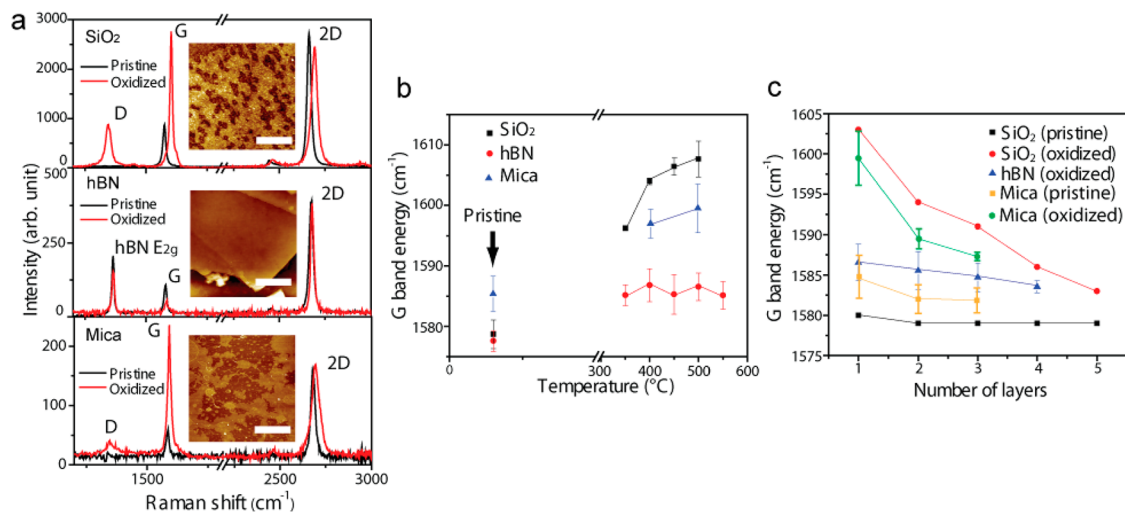 a
SiO2
Pristine
Oxidized
D
G
2D
3000
2000
1000
0
hBN
Pristine
Oxidized
hBN E2g
G
2D
500
250
0
Mica
Pristine
Oxidized
D
G
2D
200
100
0
Intensity (arb. unit)
1500 2500 3000
Raman shift (cm-1)
b
SiO2
hBN
Mica
Pristine
1610
1600
1590
1580
G band energy (cm-1)
0 300 400 500 600
Temperature (°C)
c
SiO2 (pristine)
SiO2 (oxidized)
hBN (oxidized)
Mica (pristine)
Mica (oxidized)
1605
1600
1595
1590
1585
1580
1575
G band energy (cm-1)
1 2 3 4 5
Number of layers